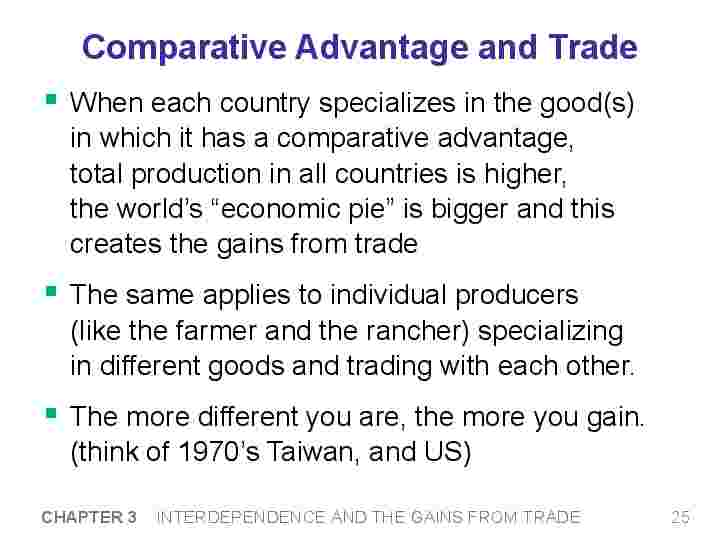 Comparative Advantage and Trade
When each country specializes in the good(s)
in which it has a comparative advantage,
total production in all countries is higher,
the world’s “economic pie” is bigger and this
creates the gains from trade
The same applies to individual producers
(like the farmer and the rancher) specializing
in different goods and trading with each other.
The more different you are, the more you gain.
(think of 1970’s Taiwan, and US)
CHAPTER 3 INTERDEPENDENCE AND THE GAINS FROM TRADE 25